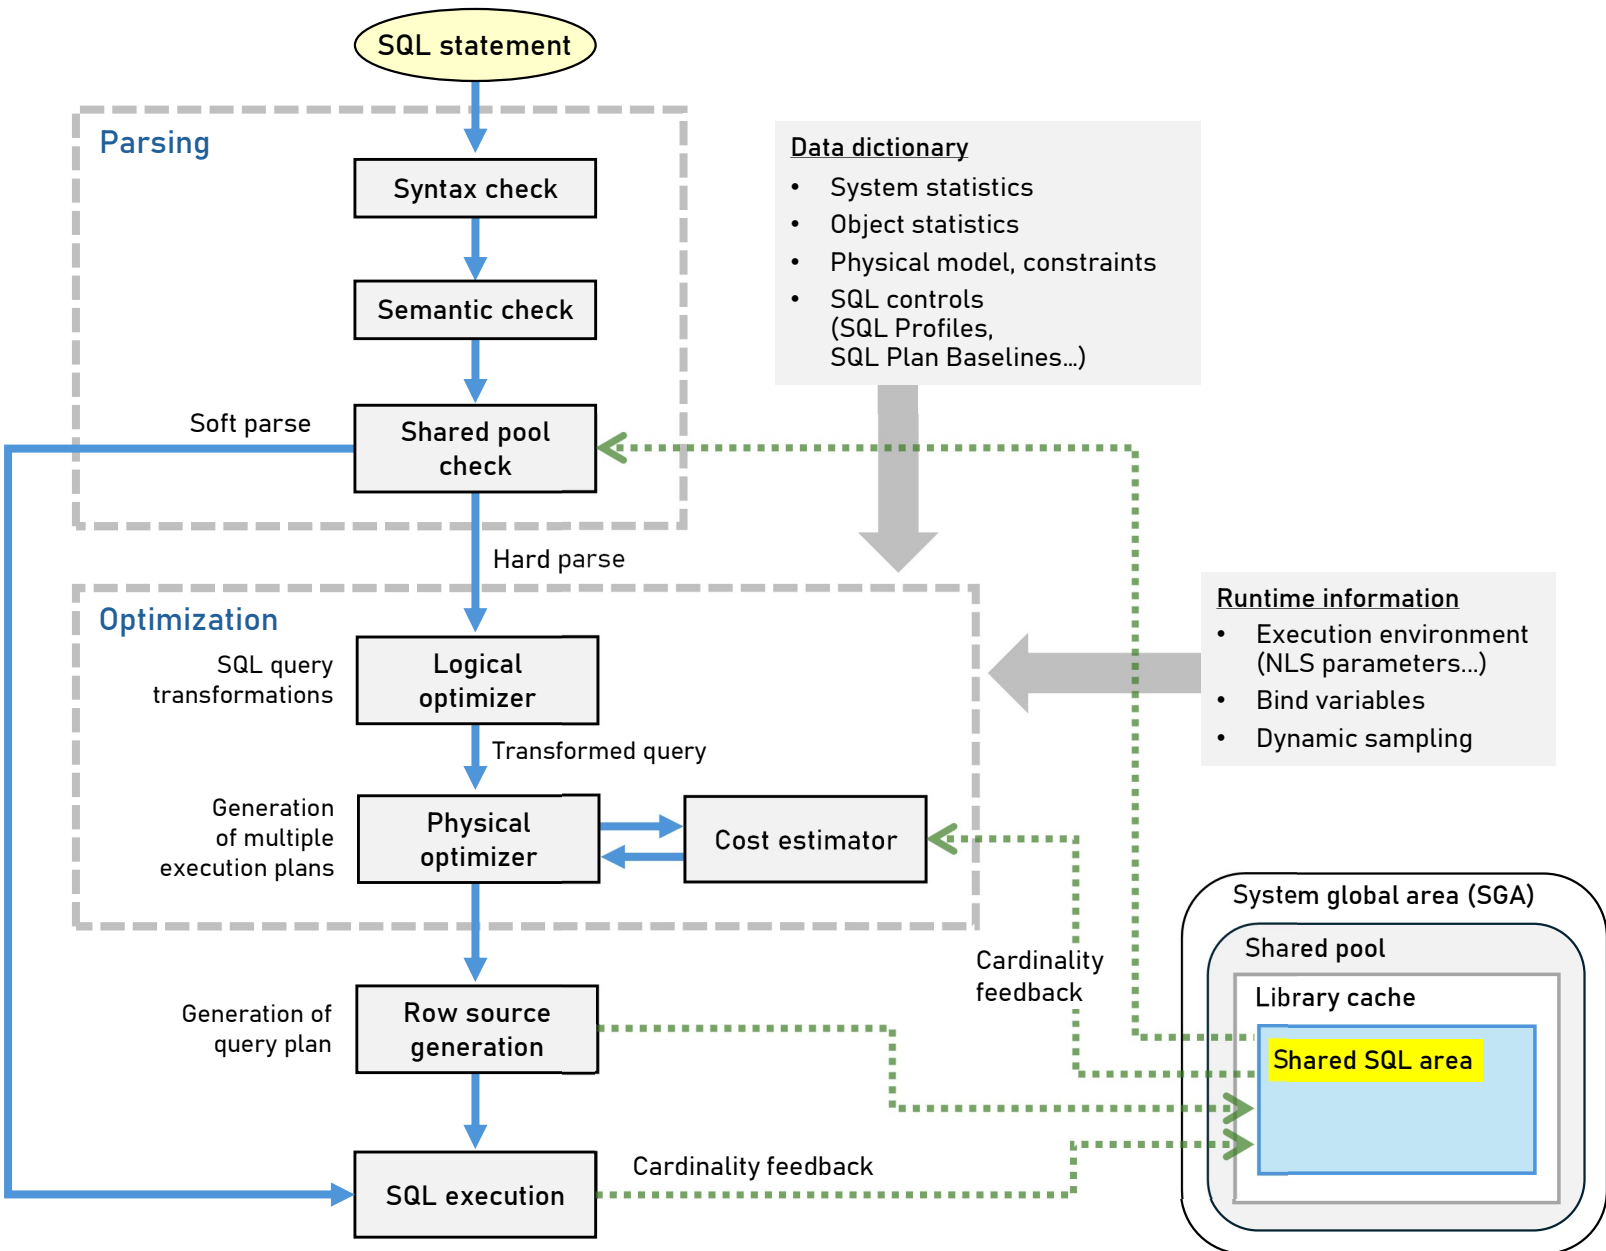 SQL statement
Parsing
Syntax check
Semantic check
Soft parse
Shared pool
check
Hard parse
Data dictionary
• System statistics
• Object statistics
• Physical model, constraints
• SQL controls
(SQL Profiles,
SQL Plan Baselines...)
Optimization
SQL query
transformations
Logical
optimizer
Transformed query
Generation
of multiple
execution plans
Physical
optimizer
Cost estimator
Runtime information
• Execution environment
(NLS parameters...)
• Bind variables
• Dynamic sampling
Cardinality
feedback
Generation of
query plan
Row source
generation
SQL execution
Cardinality feedback
System global area (SGA)
Shared pool
Library cache
Shared SQL area